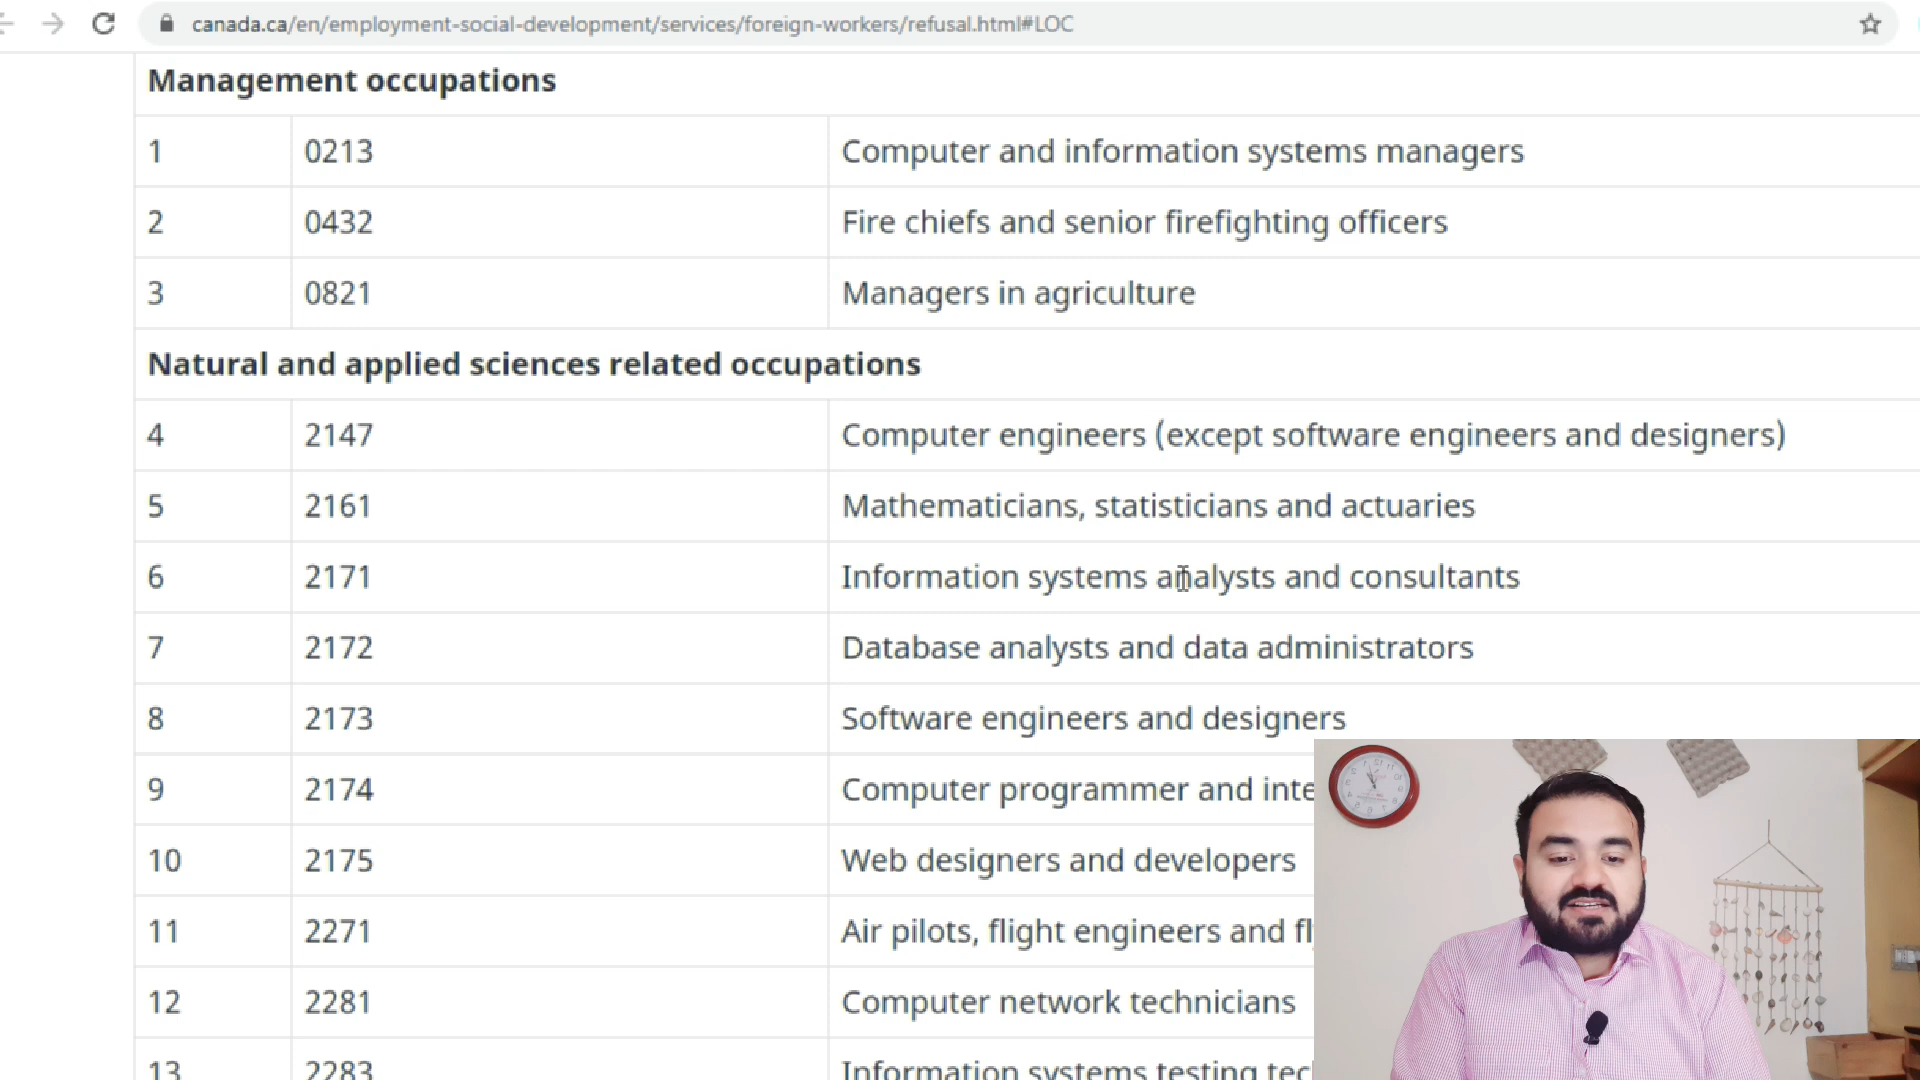 canada.ca/en/employment-social-development/services/foreign-workers/refusal.html#LOC
Management occupations
1 0213 Computer and information systems managers
2 0432 Fire chiefs and senior firefighting officers
3 0821 Managers in agriculture
Natural and applied sciences related occupations
4 2147 Computer engineers (except software engineers and designers)
5 2161 Mathematicians, statisticians and actuaries
6 2171 Information systems analysts and consultants
7 2172 Database analysts and data administrators
8 2173 Software engineers and designers
9 2174 Computer programmer and inte
10 2175 Web designers and developers
11 2271 Air pilots, flight engineers and fl
12 2281 Computer network technicians
13 2283 Information systems testing tec